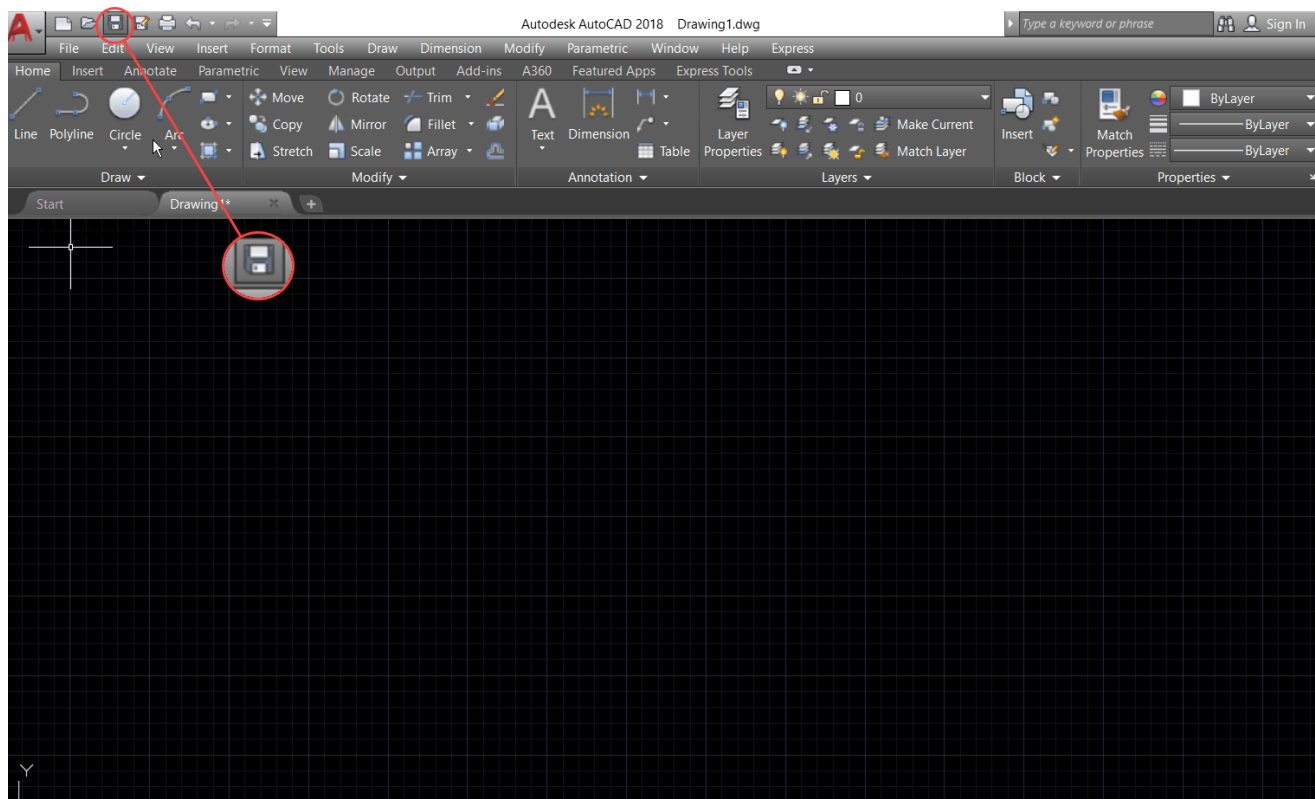 Autodesk AutoCAD 2018 Drawing1.dwg Type a keyword or phrase Sign In
File Edit View Insert Format Tools Draw Dimension Modify Parametric Window Help Express
Home Insert Annotate Parametric View Manage Output Add-ins A360 Featured Apps Express Tools
Move Rotate Trim 0 ByLayer
Line Polyline Circle Arc Copy Mirror Fillet Text Dimension Layer Properties Make Current Insert Match Properties ByLayer
Stretch Scale Array Table Match Layer ByLayer
Draw Modify Annotation Layers Block Properties
Start Drawing1*
Y